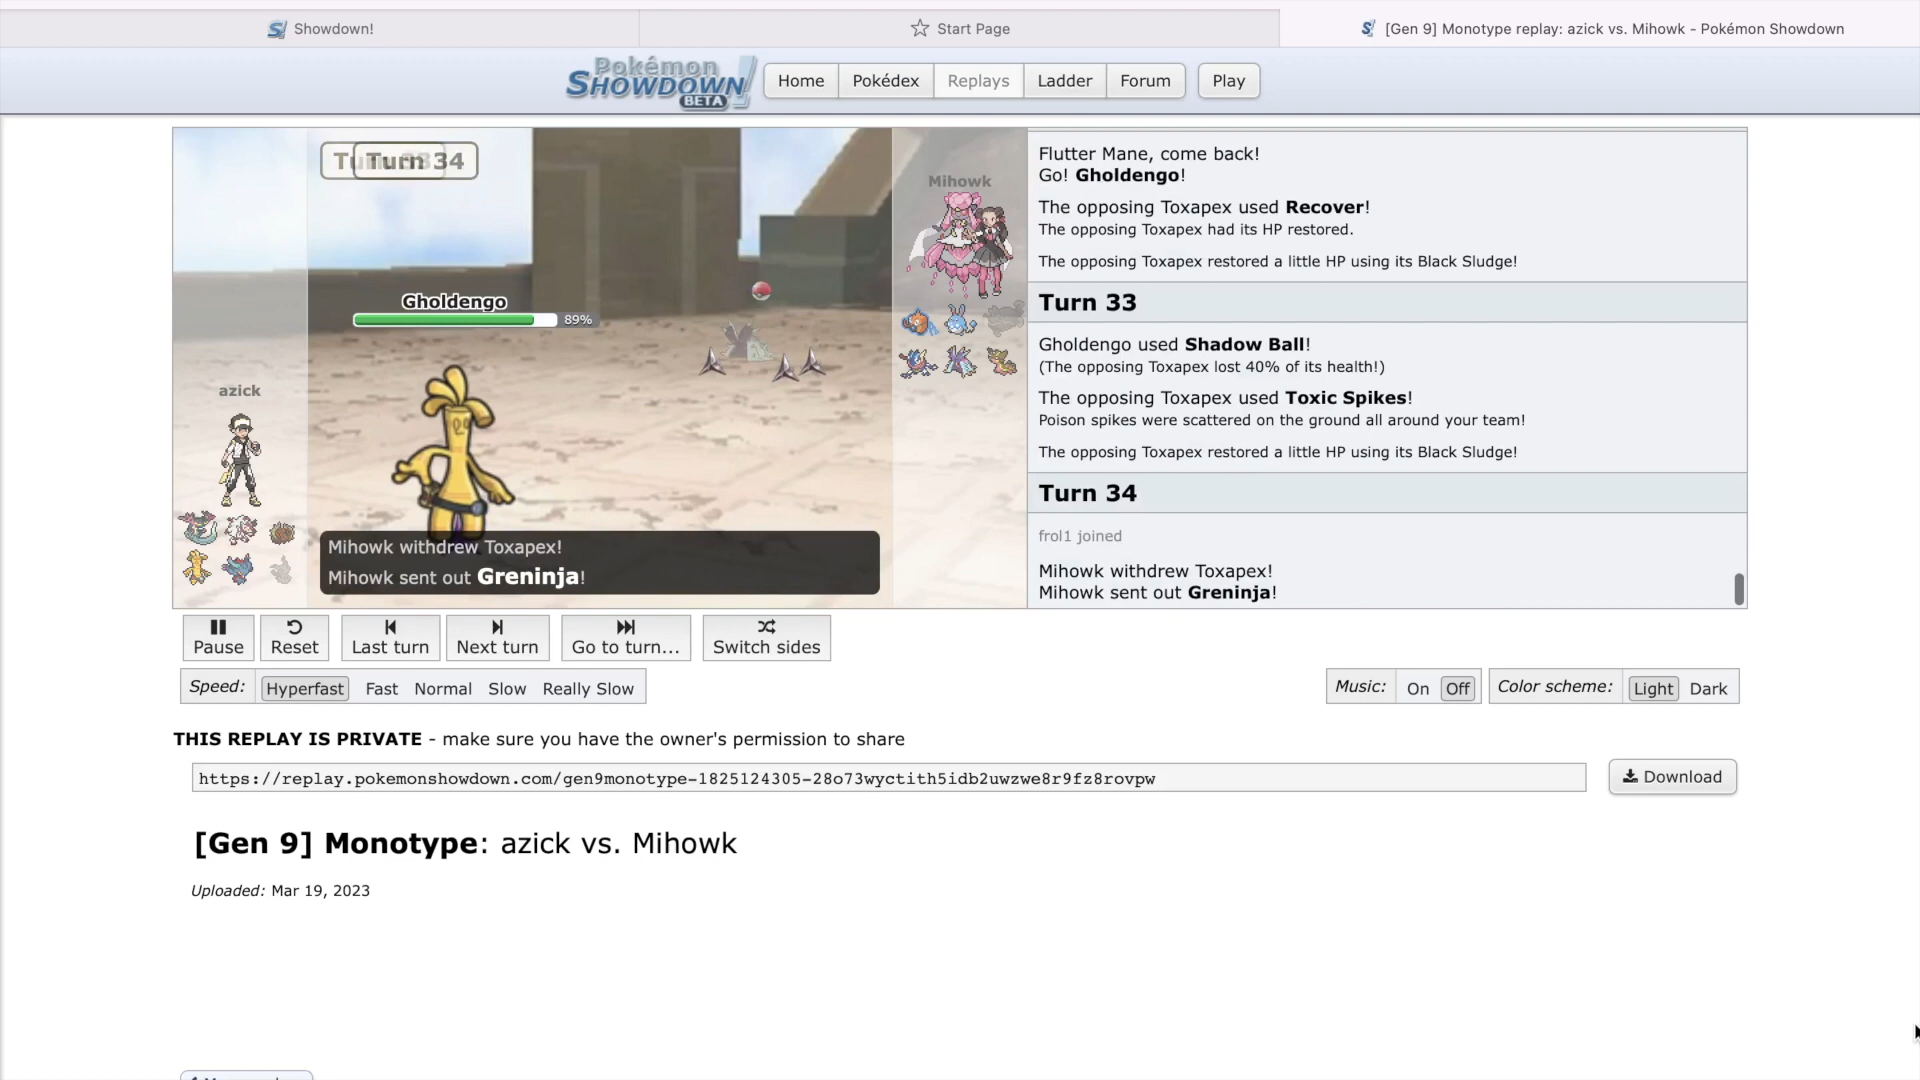 Showdown!
Start Page
[Gen 9] Monotype replay: azick vs. Mihowk - Pokémon Showdown
Pokémon
SHOWDOWN!
BETA
Home
Pokédex
Replays
Ladder
Forum
Play
Turn 34
Mihowk
Gholdengo
89%
azick
Mihowk withdrew Toxapex!
Mihowk sent out Greninja!
Flutter Mane, come back!
Go! Gholdengo!
The opposing Toxapex used Recover!
The opposing Toxapex had its HP restored.
The opposing Toxapex restored a little HP using its Black Sludge!
Turn 33
Gholdengo used Shadow Ball!
(The opposing Toxapex lost 40% of its health!)
The opposing Toxapex used Toxic Spikes!
Poison spikes were scattered on the ground all around your team!
The opposing Toxapex restored a little HP using its Black Sludge!
Turn 34
frol1 joined
Mihowk withdrew Toxapex!
Mihowk sent out Greninja!
Pause
Reset
Last turn
Next turn
Go to turn...
Switch sides
Speed: Hyperfast Fast Normal Slow Really Slow
Music: On Off
Color scheme: Light Dark
THIS REPLAY IS PRIVATE - make sure you have the owner's permission to share
https://replay.pokemonshowdown.com/gen9monotype-1825124305-28o73wyctith5idb2uwzwe8r9fz8rovpw
Download
[Gen 9] Monotype: azick vs. Mihowk
Uploaded: Mar 19, 2023